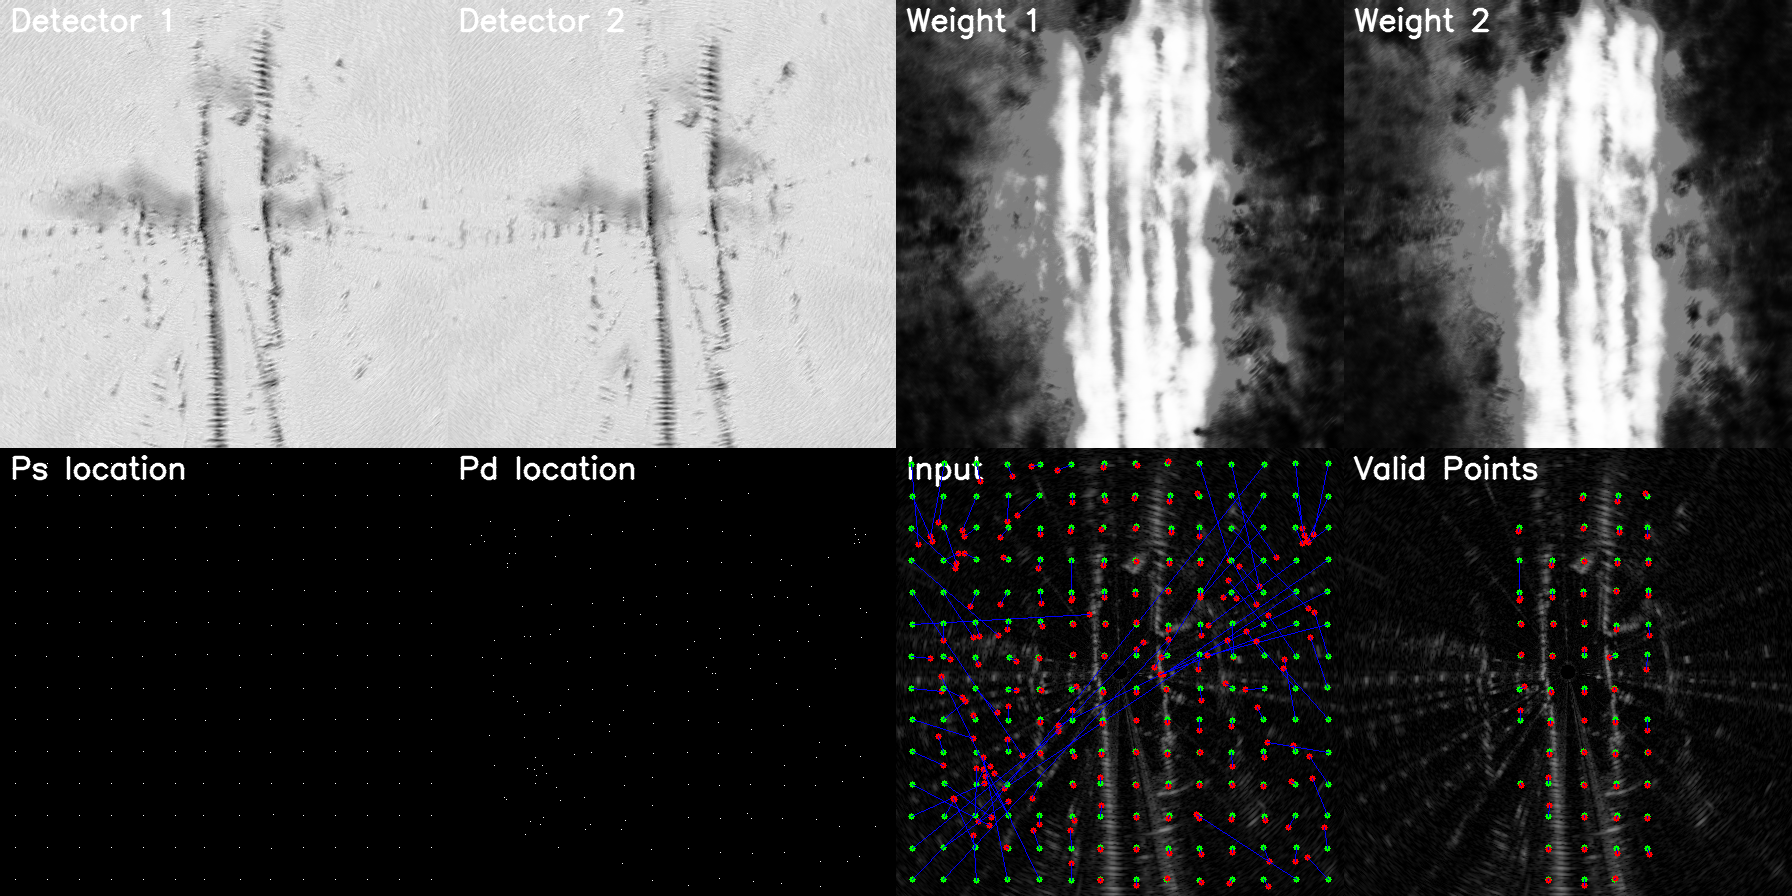 Detector 1
Detector 2
Weight 1
Weight 2
Ps location
Pd location
Input
Valid Points